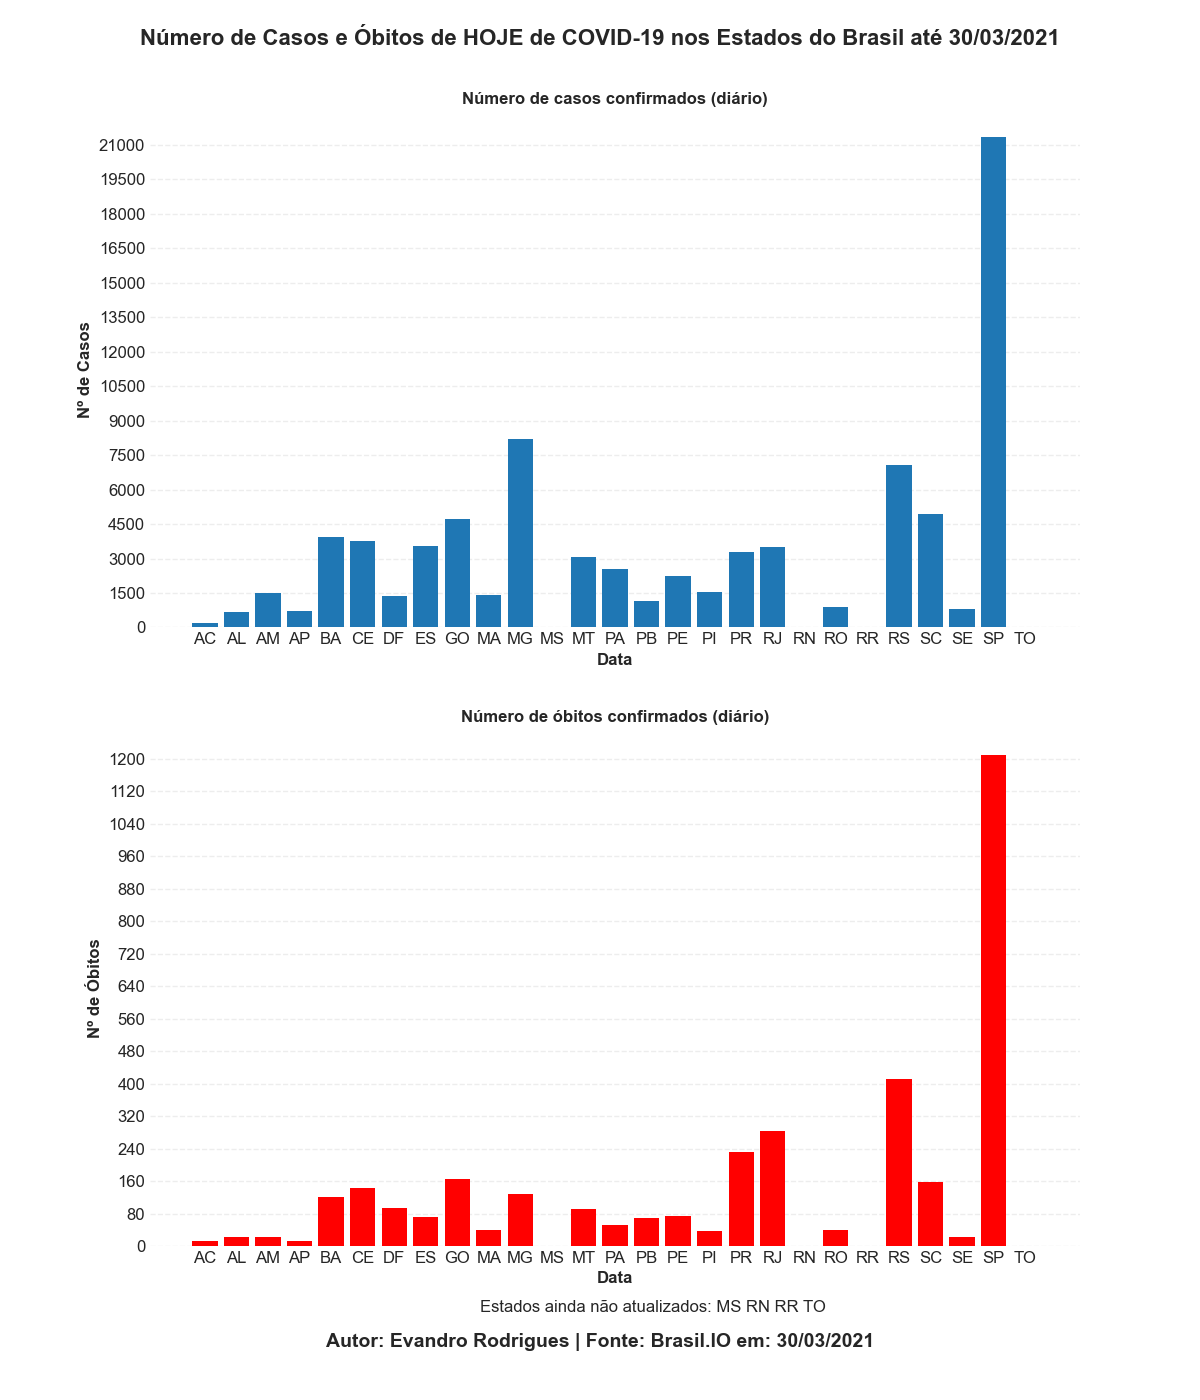 Número de Casos e Óbitos de HOJE de COVID-19 nos Estados do Brasil até 30/03/2021
Número de casos confirmados (diário)
21000
19500
18000
16500
15000
13500
12000
10500
9000
7500
6000
4500
3000
1500
0
Nº de Casos
AC AL AM AP BA CE DF ES GO MA MG MS MT PA PB PE PI PR RJ RN RO RR RS SC SE SP TO
Data
Número de óbitos confirmados (diário)
1200
1120
1040
960
880
800
720
640
560
480
400
320
240
160
80
0
Nº de Óbitos
AC AL AM AP BA CE DF ES GO MA MG MS MT PA PB PE PI PR RJ RN RO RR RS SC SE SP TO
Data
Estados ainda não atualizados: MS RN RR TO
Autor: Evandro Rodrigues | Fonte: Brasil.IO em: 30/03/2021